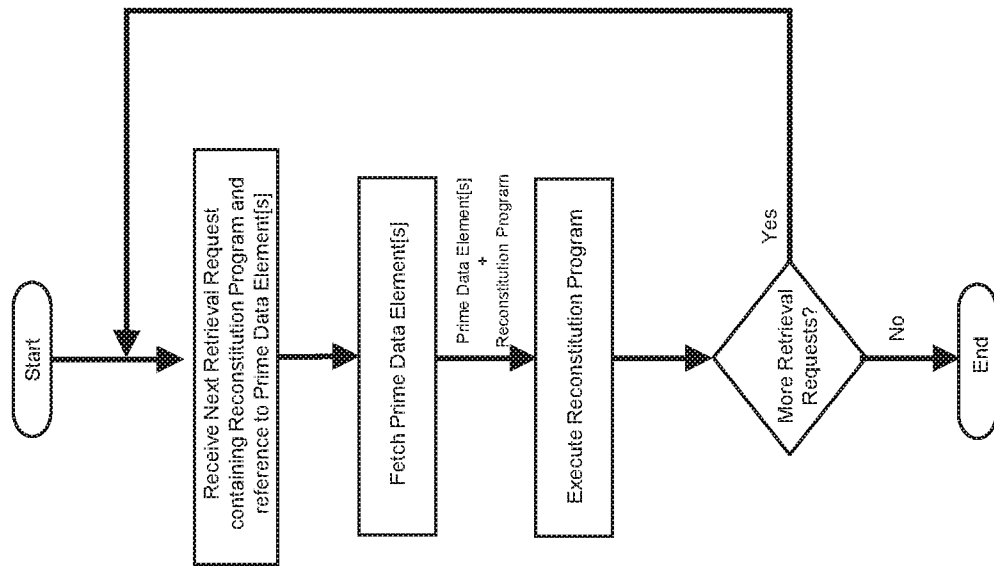 Start
Receive Next Retrieval Request
containing Reconstitution Program and
reference to Prime Data Element[s]
Fetch Prime Data Element[s]
Prime Data Element[s]
+
Reconstitution Program
Execute Reconstitution Program
More Retrieval
Requests?
Yes
No
End